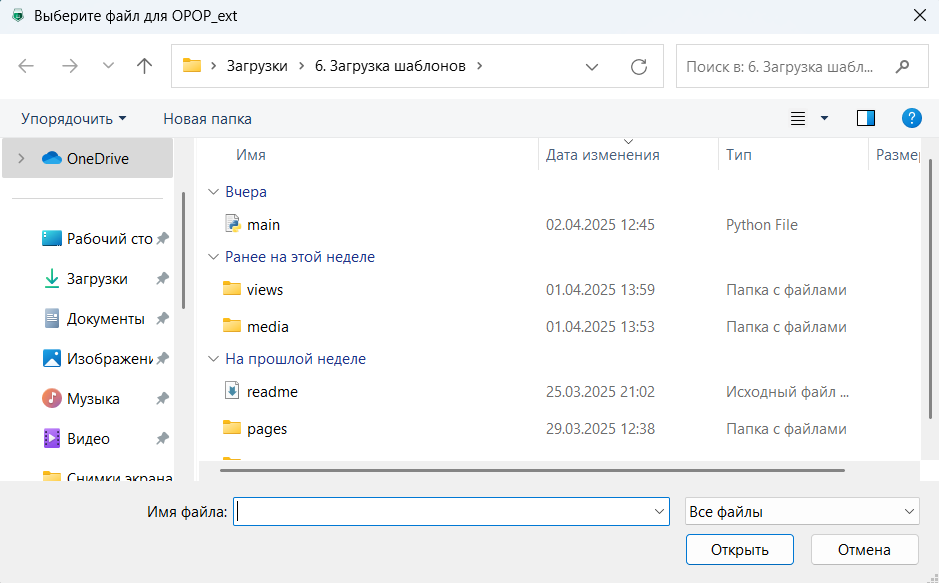 Выберите файл для OPOP_ext
Загрузки > 6. Загрузка шаблонов >
Поиск в: 6. Загрузка шабл...
Упорядочить Новая папка
OneDrive
Рабочий сто
Загрузки
Документы
Изображени
Музыка
Видео
Снимки экрана
Имя Дата изменения Тип Размер
Вчера
main 02.04.2025 12:45 Python File
Ранее на этой неделе
views 01.04.2025 13:59 Папка с файлами
media 01.04.2025 13:53 Папка с файлами
На прошлой неделе
readme 25.03.2025 21:02 Исходный файл ...
pages 29.03.2025 12:38 Папка с файлами
Имя файла: Все файлы
Открыть Отмена